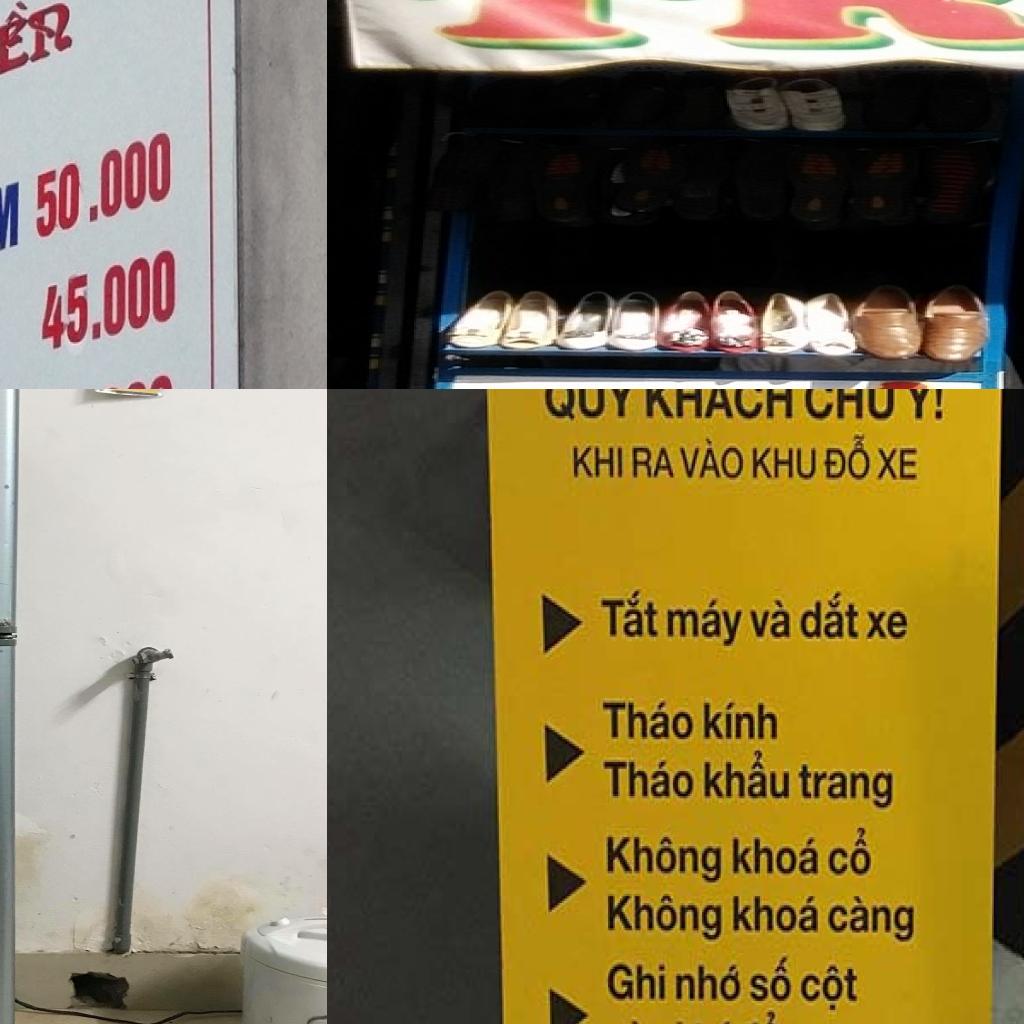 50.000
45.000
QUÝ KHÁCH CHÚ Ý!
KHI RA VÀO KHU ĐỖ XE
Tắt máy và dắt xe
Tháo kính
Tháo khẩu trang
Không khoá cổ
Không khoá càng
Ghi nhớ số cột